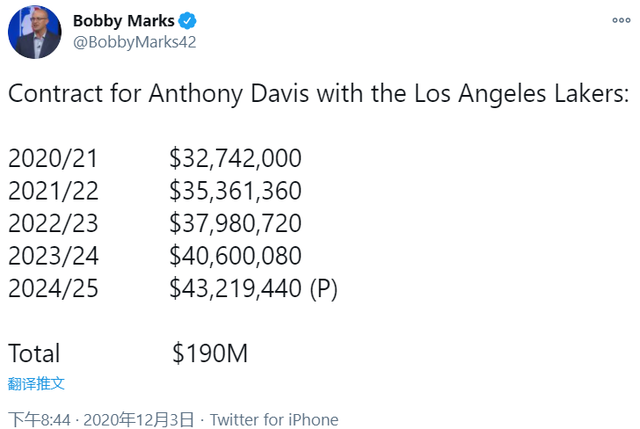 Bobby Marks
@BobbyMarks42
Contract for Anthony Davis with the Los Angeles Lakers:
2020/21 $32,742,000
2021/22 $35,361,360
2022/23 $37,980,720
2023/24 $40,600,080
2024/25 $43,219,440 (P)
Total $190M
翻译推文
下午8:44 · 2020年12月3日 · Twitter for iPhone